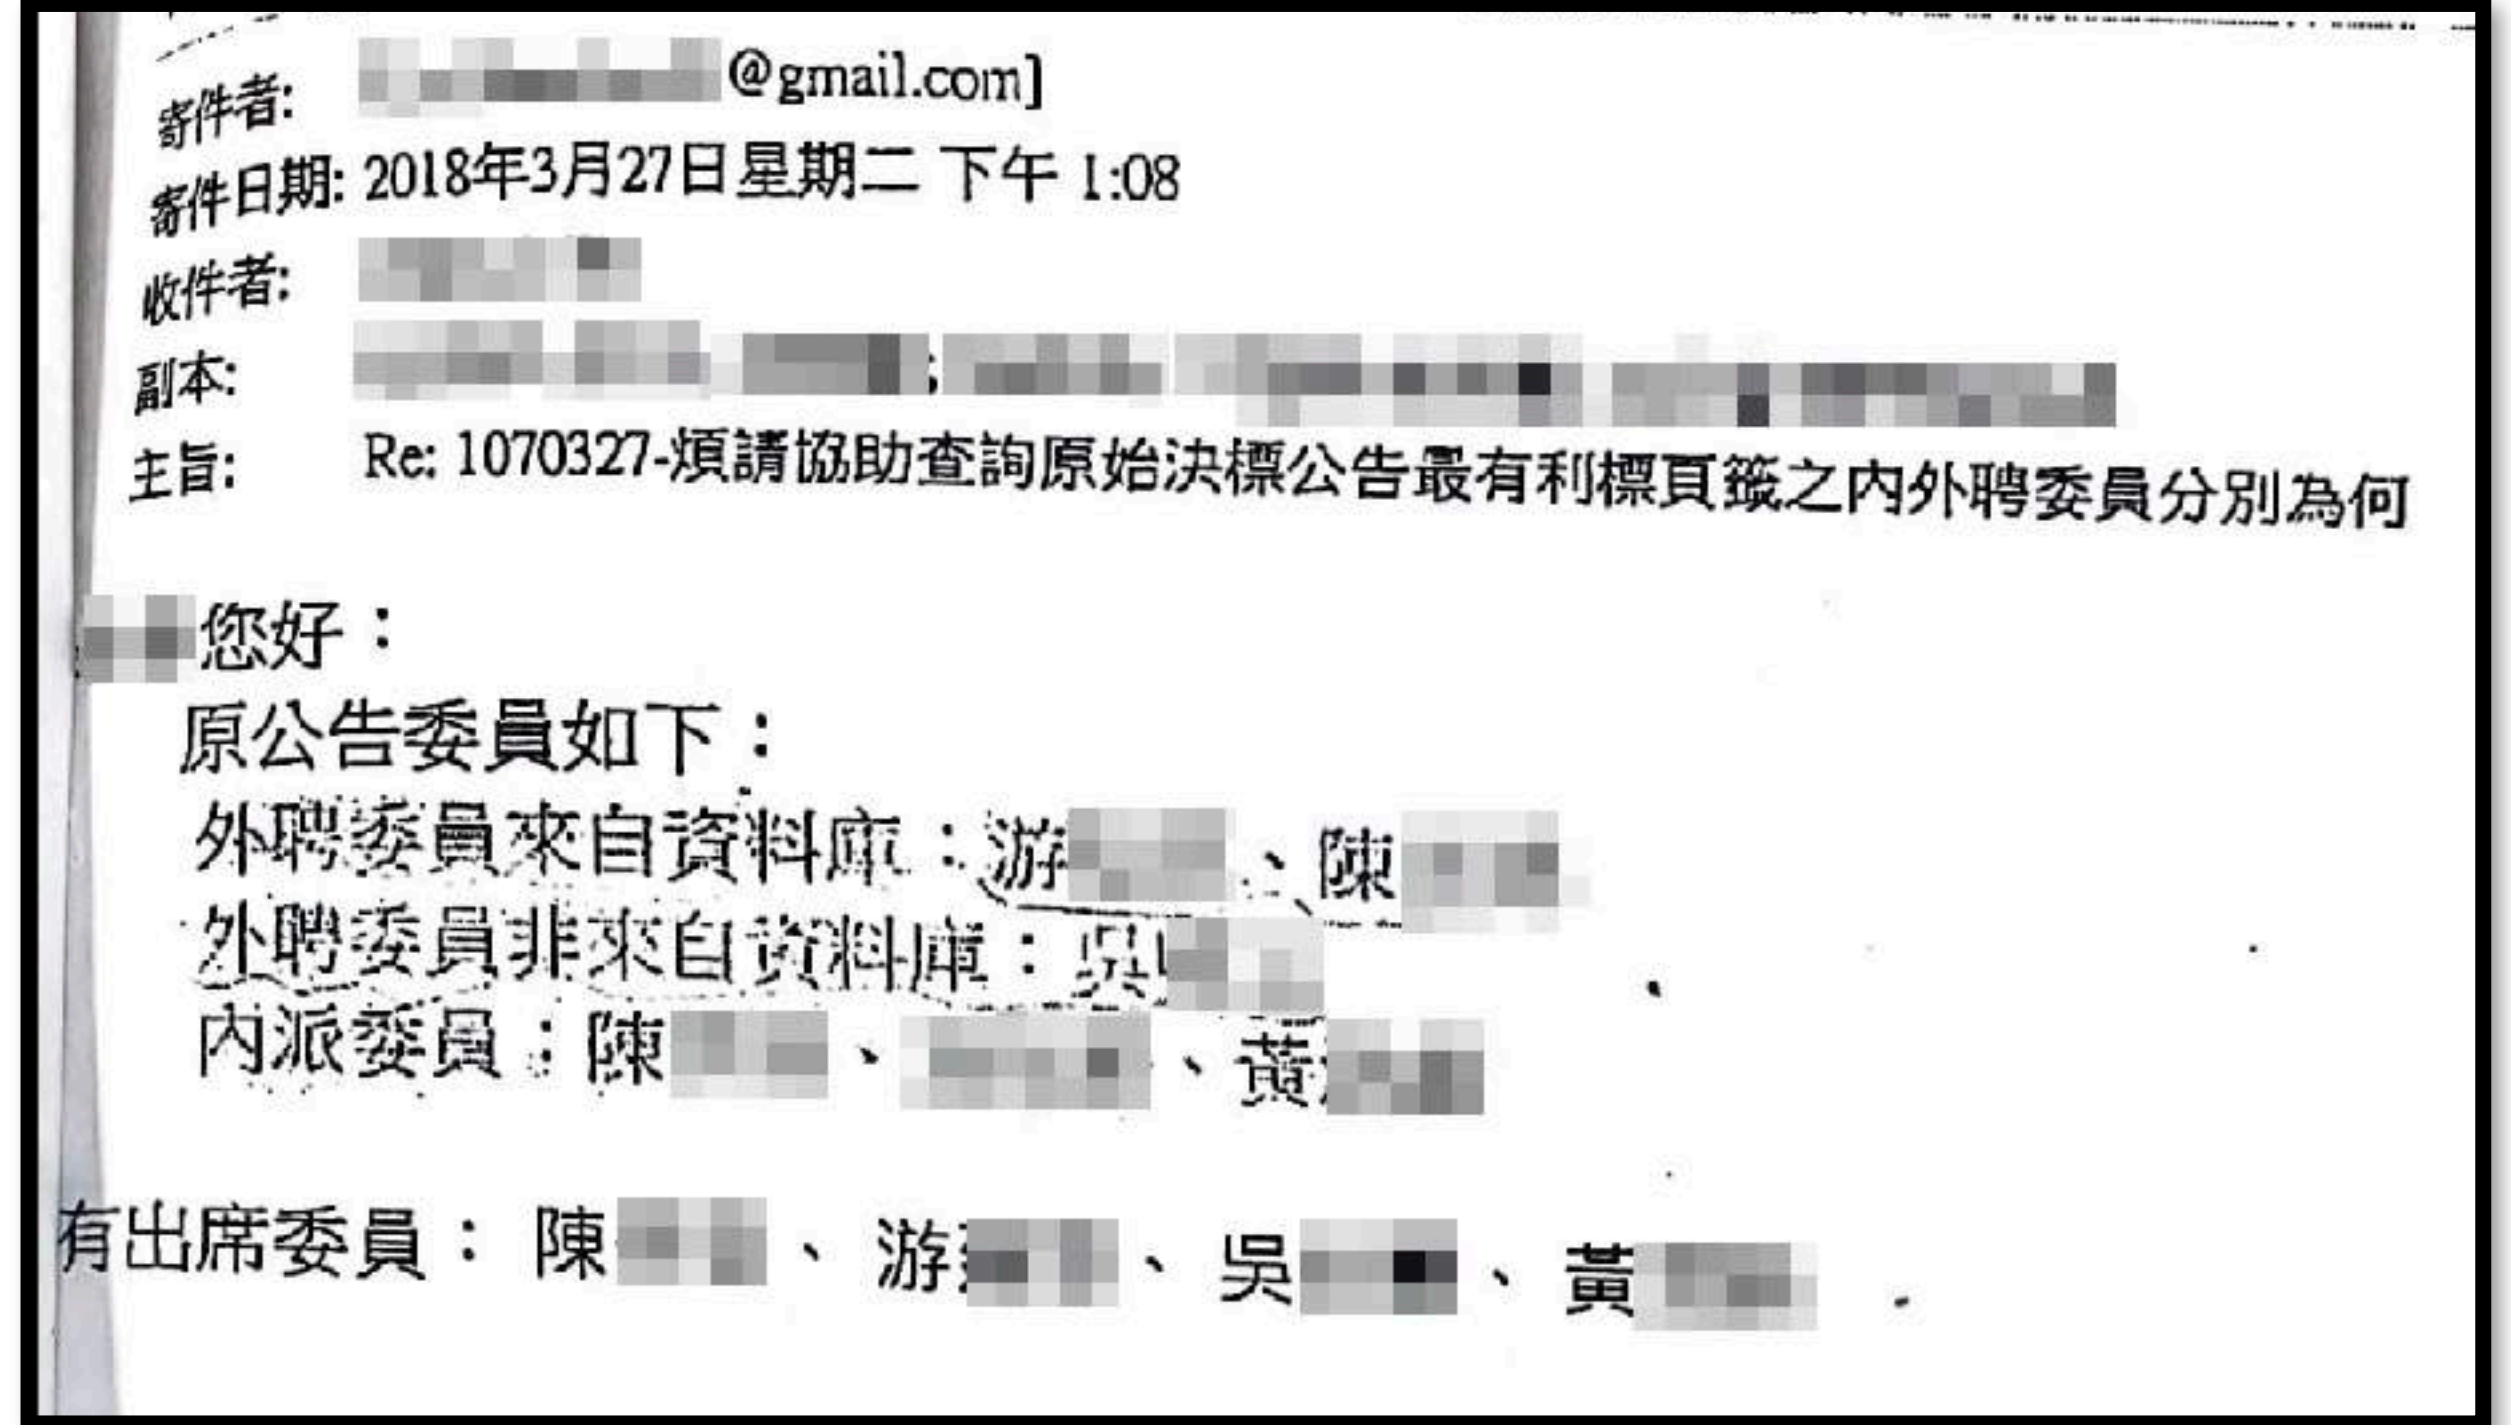 寄件者: @gmail.com]
寄件日期: 2018年3月27日星期二 下午 1:08
收件者:
副本: ;
主旨: Re: 1070327-煩請協助查詢原始決標公告最有利標頁籤之內外聘委員分別為何
您好：
原公告委員如下：
外聘委員來自資料庫：游 、陳
外聘委員非來自資料庫：吳
內派委員：陳 、 、黃
有出席委員： 陳 、 游 、 吳 、 黃